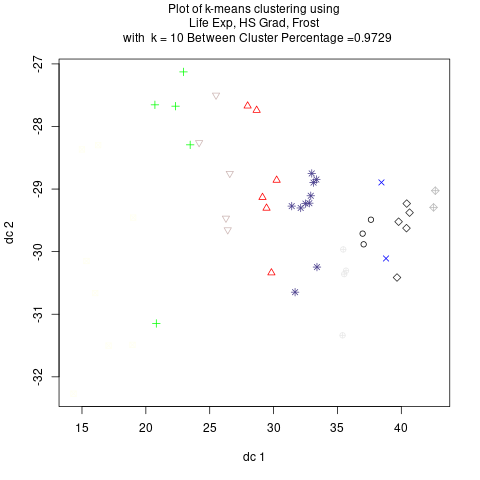 Plot of k-means clustering using
Life Exp, HS Grad, Frost
with  k = 10 Between Cluster Percentage =0.9729
-27
-28
-29
-30
-31
-32
dc 2
15 20 25 30 35 40
dc 1